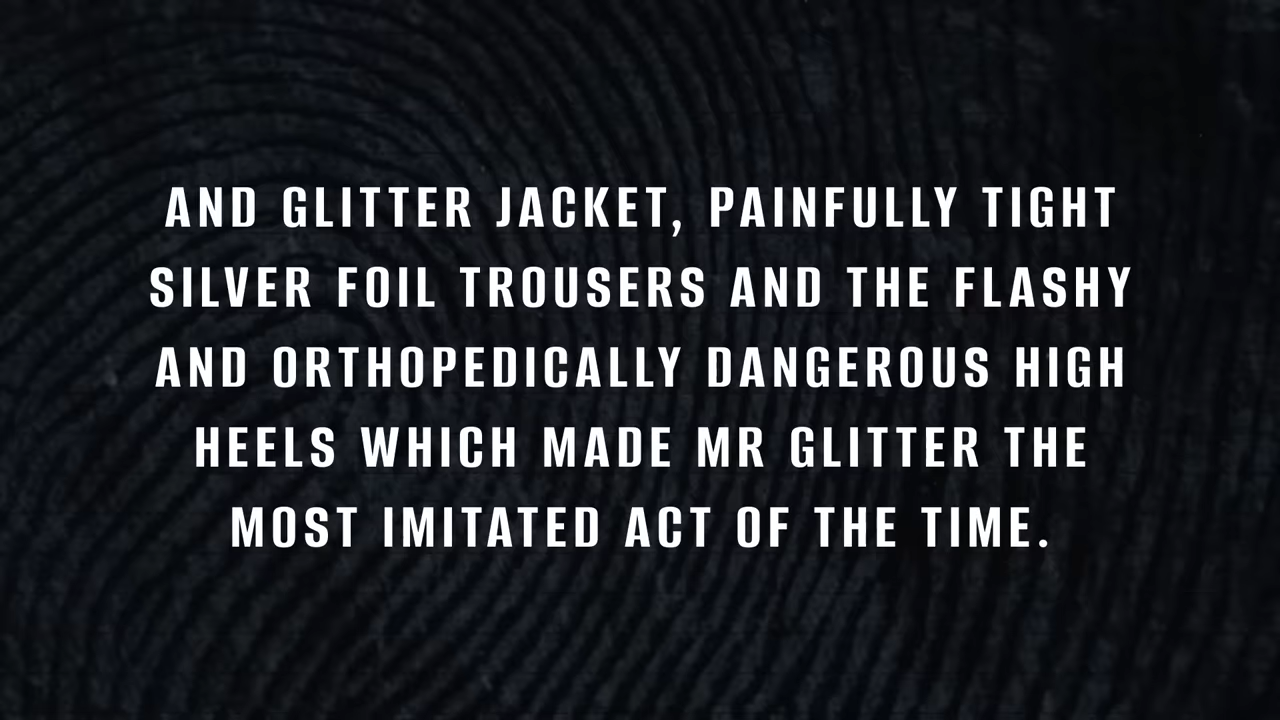 AND GLITTER JACKET, PAINFULLY TIGHT
SILVER FOIL TROUSERS AND THE FLASHY
AND ORTHOPEDICALLY DANGEROUS HIGH
HEELS WHICH MADE MR GLITTER THE
MOST IMITATED ACT OF THE TIME.